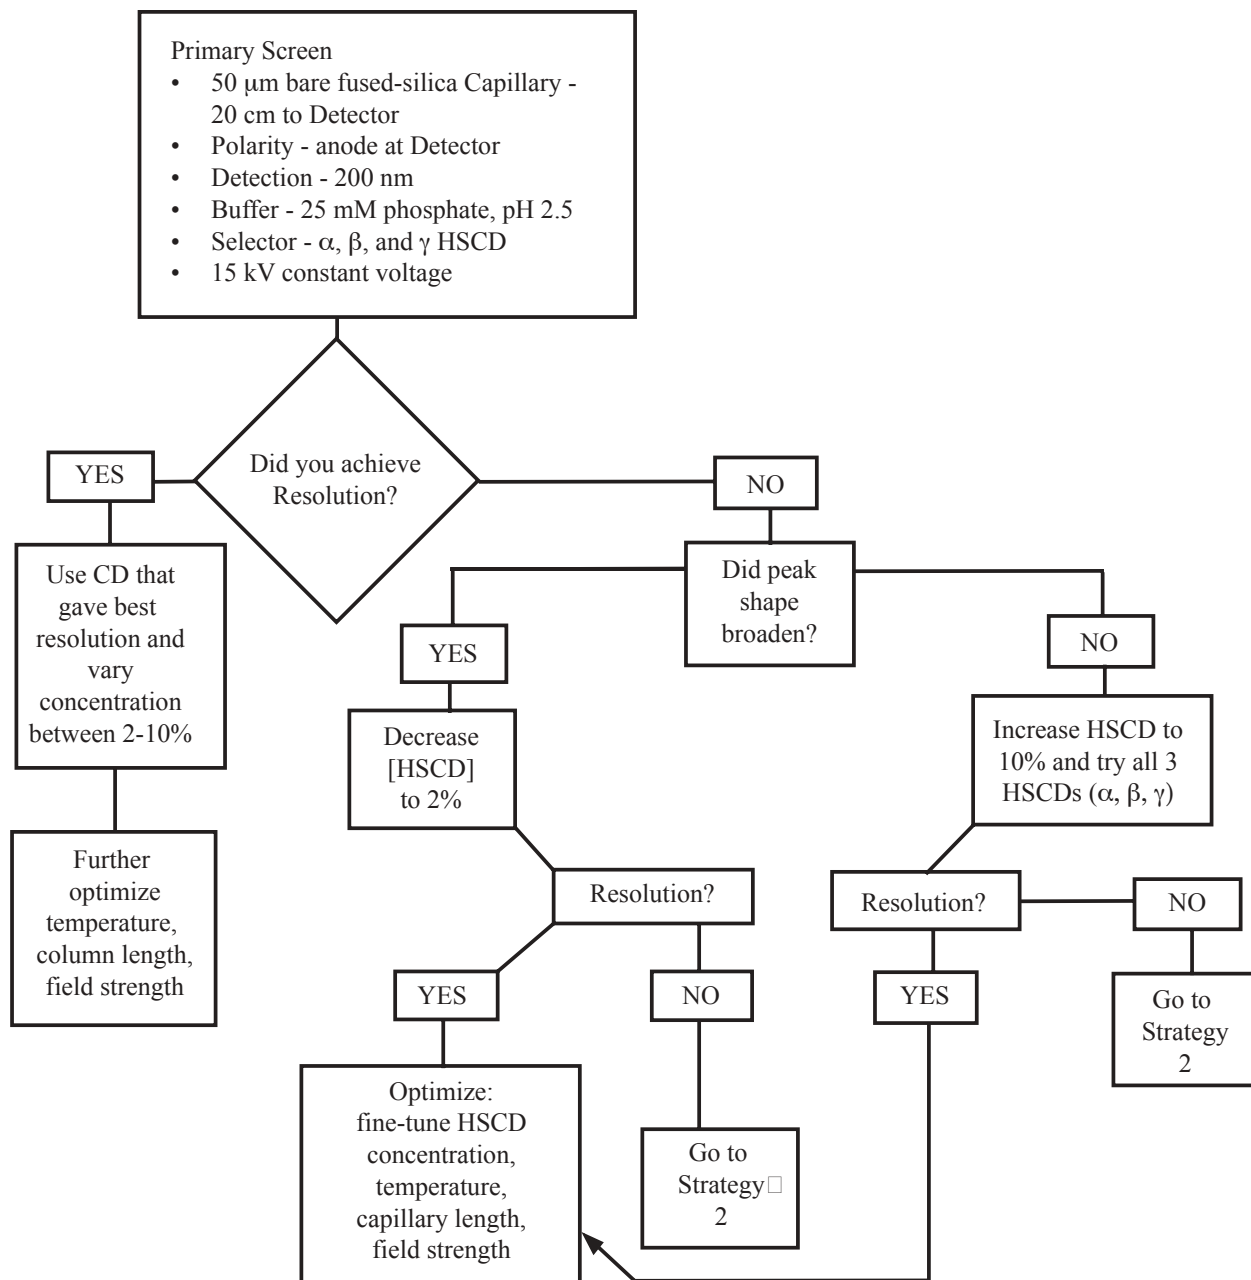 Primary Screen
• 50 μm bare fused-silica Capillary -
20 cm to Detector
• Polarity - anode at Detector
• Detection - 200 nm
• Buffer - 25 mM phosphate, pH 2.5
• Selector - α, β, and γ HSCD
• 15 kV constant voltage
Did you achieve
Resolution?
YES
NO
Use CD that
gave best
resolution and
vary
concentration
between 2-10%
Further
optimize
temperature,
column length,
field strength
Did peak
shape
broaden?
YES
NO
Decrease
[HSCD]
to 2%
Increase HSCD to
10% and try all 3
HSCDs (α, β, γ)
Resolution?
YES
NO
Optimize:
fine-tune HSCD
concentration,
temperature,
capillary length,
field strength
Go to
Strategy□
2
Resolution?
NO
YES
Go to
Strategy
2